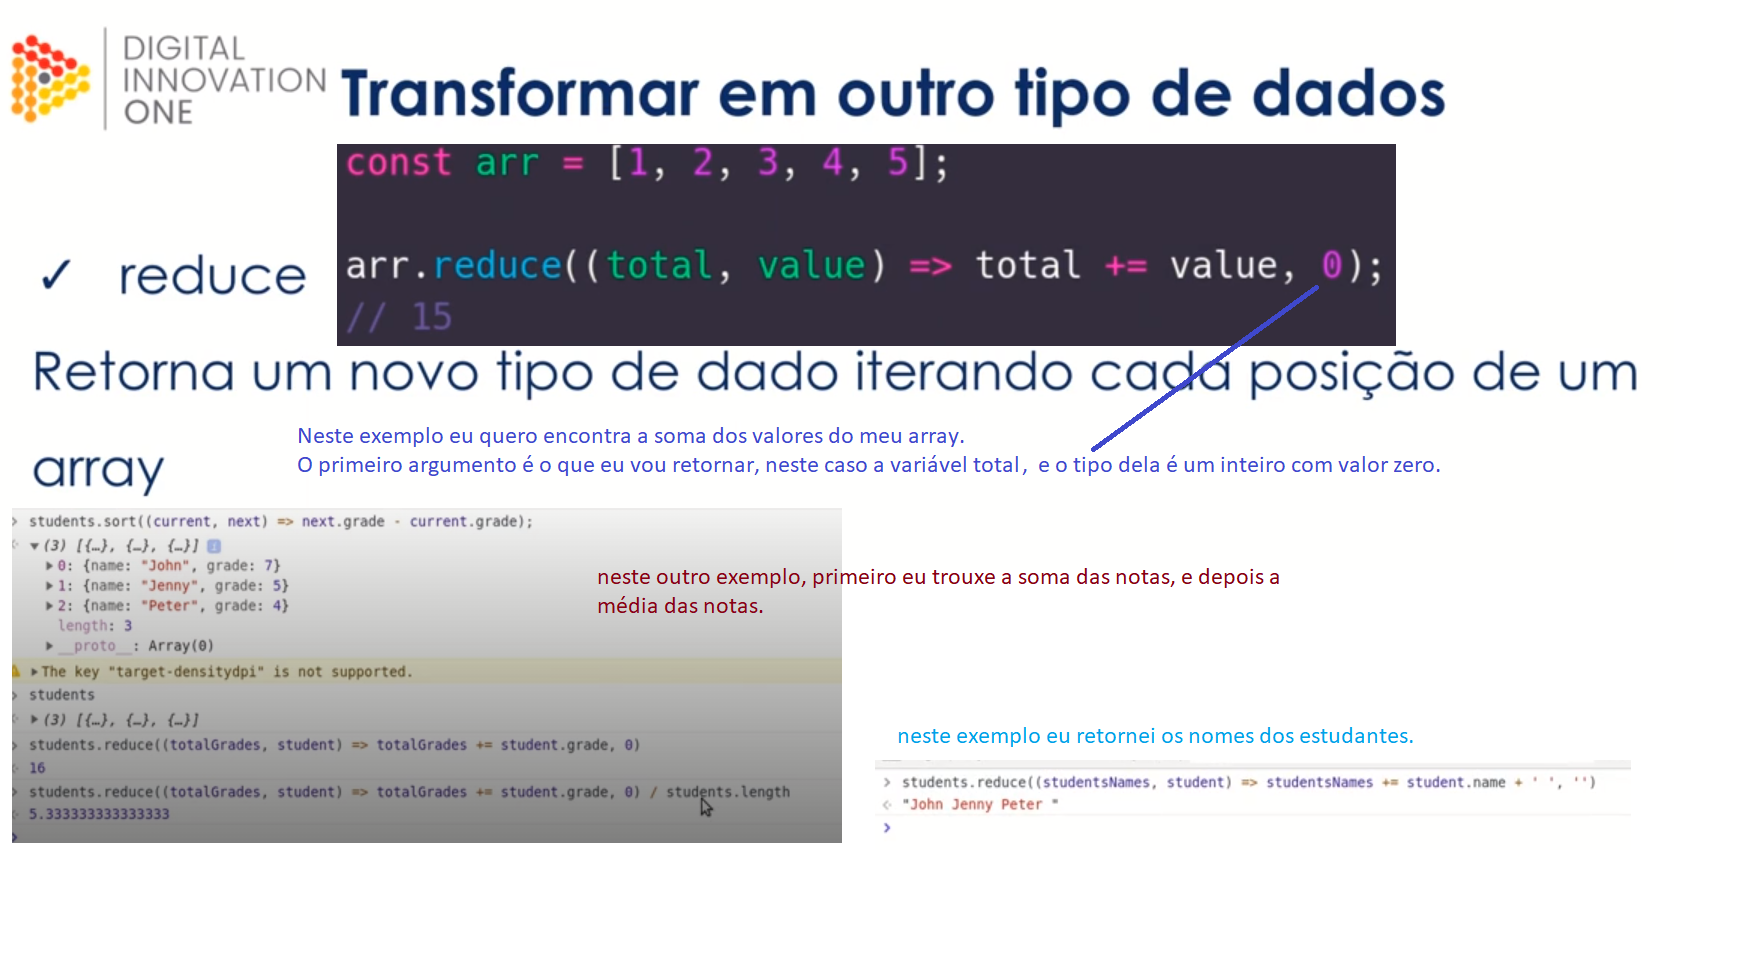 DIGITAL
INNOVATION
ONE
Transformar em outro tipo de dados
const arr = [1, 2, 3, 4, 5];
✓ reduce
arr.reduce((total, value) => total += value, 0);
// 15
Retorna um novo tipo de dado iterando cada posição de um
array
Neste exemplo eu quero encontra a soma dos valores do meu array.
O primeiro argumento é o que eu vou retornar, neste caso a variável total, e o tipo dela é um inteiro com valor zero.
> students.sort((current, next) => next.grade - current.grade);
▼(3) [{…}, {…}, {…}] i
▶0: {name: "John", grade: 7}
▶1: {name: "Jenny", grade: 5}
▶2: {name: "Peter", grade: 4}
length: 3
▶__proto__: Array(0)
▶The key "target-densitydpi" is not supported.
> students
▶(3) [{…}, {…}, {…}]
> students.reduce((totalGrades, student) => totalGrades += student.grade, 0)
16
> students.reduce((totalGrades, student) => totalGrades += student.grade, 0) / students.length
5.333333333333333
>
neste outro exemplo, primeiro eu trouxe a soma das notas, e depois a
média das notas.
neste exemplo eu retornei os nomes dos estudantes.
> students.reduce((studentsNames, student) => studentsNames += student.name + ' ', '')
"John Jenny Peter "
>